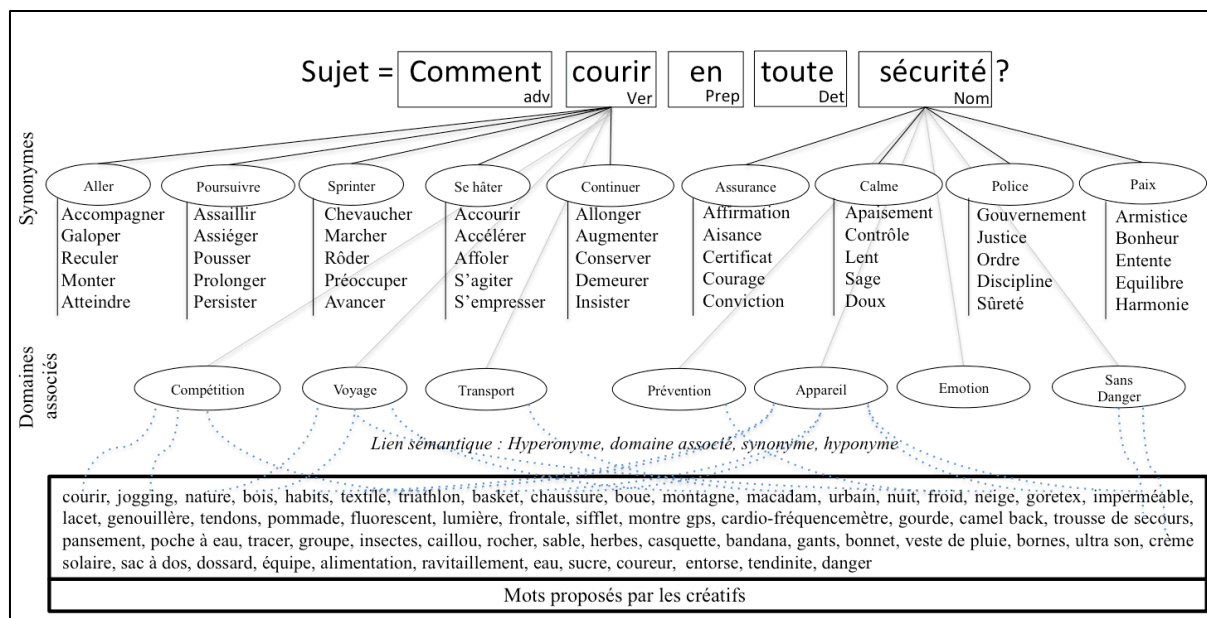 Sujet = Comment courir en toute sécurité ?
adv Ver Prep Det Nom
Synonymes
Aller Poursuivre Sprinter Se hâter Continuer Assurance Calme Police Paix
Accompagner Assaillir Chevaucher Accourir Allonger Affirmation Apaisement Gouvernement Armistice
Galoper Assiéger Marcher Accélérer Augmenter Aisance Contrôle Justice Bonheur
Reculer Pousser Rôder Affoler Conserver Certificat Lent Ordre Entente
Monter Prolonger Préoccuper S'agiter Demeurer Courage Sage Discipline Equilibre
Atteindre Persister Avancer S'empresser Insister Conviction Doux Sûreté Harmonie
Domaines
associés
Compétition Voyage Transport Prévention Appareil Emotion Sans
Danger
Lien sémantique : Hyperonyme, domaine associé, synonyme, hyponyme
courir, jogging, nature, bois, habits, textile, triathlon, basket, chaussure, boue, montagne, macadam, urbain, nuit, froid, neige, goretex, imperméable,
lacet, genouillère, tendons, pommade, fluorescent, lumière, frontale, sifflet, montre gps, cardio-fréquencemètre, gourde, camel back, trousse de secours,
pansement, poche à eau, tracer, groupe, insectes, caillou, rocher, sable, herbes, casquette, bandana, gants, bonnet, veste de pluie, bornes, ultra son, crème
solaire, sac à dos, dossard, équipe, alimentation, ravitaillement, eau, sucre, coureur, entorse, tendinite, danger
Mots proposés par les créatifs